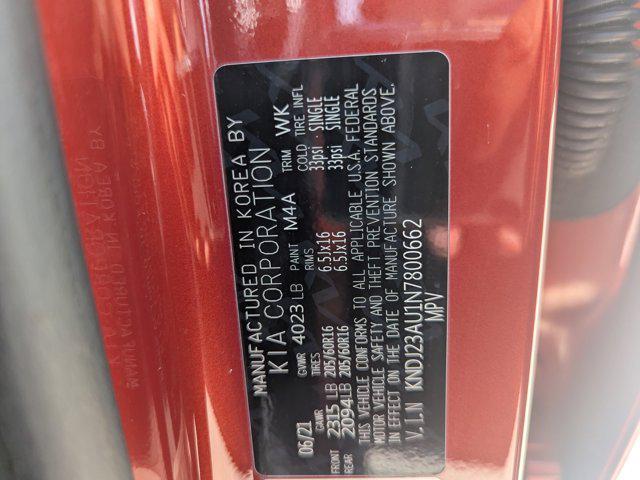 MANUFACTURED IN KOREA BY
KIA CORPORATION
06/21 GVWR 4023 LB PAINT M4A TRIM WK
GAWR TIRES RIMS COLD TIRE INFL
FRONT 2315 LB 205/60R16 6.5Jx16 33psi SINGLE
REAR 2094LB 205/60R16 6.5Jx16 33psi SINGLE
THIS VEHICLE CONFORMS TO ALL APPLICABLE U.S.A. FEDERAL
MOTOR VEHICLE SAFETY AND THEFT PREVENTION STANDARDS
IN EFFECT ON THE DATE OF MANUFACTURE SHOWN ABOVE.
V.I.N KNDJ23AU1N7800662
MPV